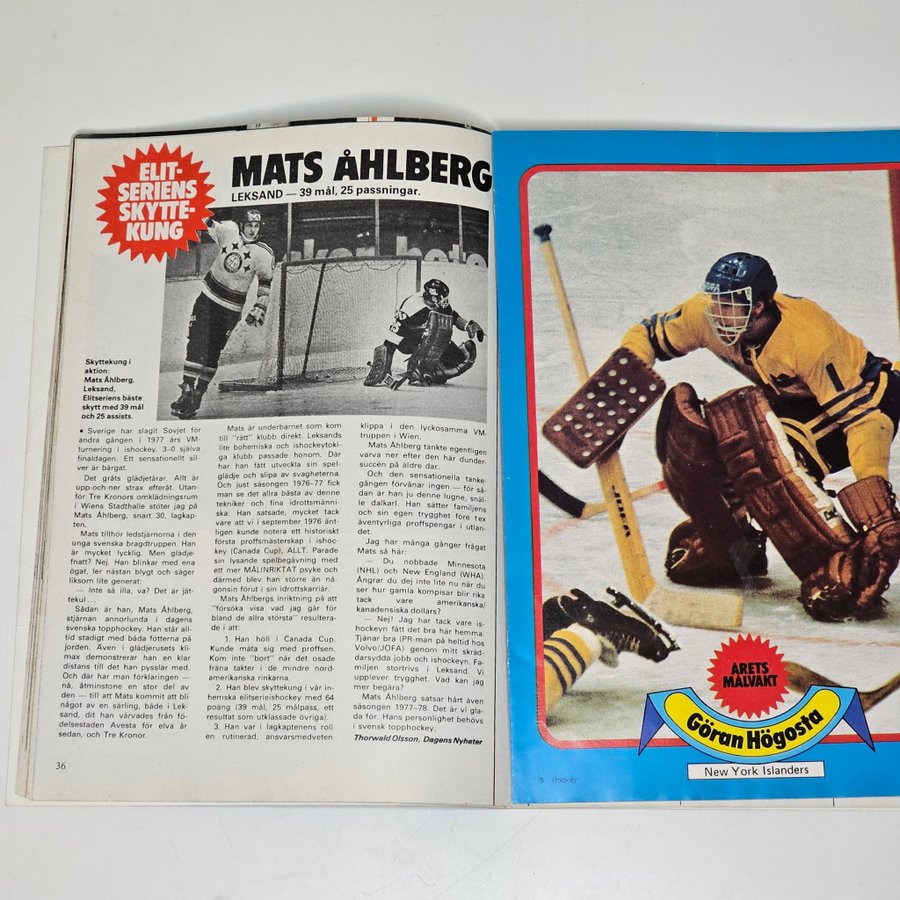 ELIT-
SERIENS
SKYTTE-
KUNG
MATS ÅHLBERG
LEKSAND — 39 mål, 25 passningar.
Skyttekung i
aktion:
Mats Åhlberg,
Leksand,
Elitseriens bäste
skytt med 39 mål
och 25 assists.
• Sverige har slagit Sovjet för
andra gången i 1977 års VM-
turnering i ishockey. 3–0 själva
finaldagen. Ett sensationellt sil-
ver är bärgat.
Det gråts glädjetårar. Allt är
upp-och-ner strax efteråt. Utan-
för Tre Kronors omklädningsrum
i Wiens Stadthalle stöter jag på
Mats Åhlberg, snart 30, lagkap-
ten.
Mats tillhör ledstjärnorna i den
unga svenska bragdtruppen. Han
är mycket lycklig. Men glädje-
fnatt? Nej. Han blinkar med ena
ögat, ler nästan blygt och säger
liksom lite generat:
— Inte så illa, va? Det är jät-
tekul...
Sådan är han, Mats Åhlberg,
stjärnan annorlunda i dagens
svenska topphockey. Han står all-
tid stadigt med båda fötterna på
jorden. Även i glädjerusets kli-
max demonstrerar han en klar
distans till det han pysslar med.
Och där har man förklaringen —
nå, åtminstone en stor del av
den — till att Mats kommit att bli
något av en särling, både i Lek-
sand, dit han värvades från fö-
delsestaden Avesta för elva år
sedan, och Tre Kronor.
Mats är underbarnet som kom
till "rätt" klubb direkt. Leksands
lite bohemiska och ishockeytoki-
ga klubb passade honom. Där
har han fått utveckla sin spel-
glädje och slipa av svagheterna.
Och just säsongen 1976–77 fick
man se det allra bästa av denne
tekniker och fina idrottsmänni-
ska: Han satsade, mycket tack
vare att vi i september 1976 änt-
ligen kunde notera ett historiskt
första proffsmästerskap i ishoc-
key (Canada Cup), ALLT. Parade
sin lysande spelbegåvning med
ett mer MÅLINRIKTAT psyke och
därmed blev han större än nå-
gonsin förut i sin idrottskarriär.
Mats Åhlbergs inriktning på att
"försöka visa vad jag går för
bland de allra största" resultera-
de i att:
1. Han höll i Canada Cup.
Kunde mäta sig med proffsen.
Kom inte "bort" när det osade
fräna takter i de mindre nord-
amerikanska rinkarna.
2. Han blev skyttekung i vår in-
hemska elitserieishockey med 64
poäng (39 mål, 25 målpass, ett
resultat som utklassade övriga).
3. Han var i lagkaptenens roll
en rutinerad, ansvarsmedveten
klippa i den lyckosamma VM-
truppen i Wien.
Mats Åhlberg tänkte egentligen
varva ner efter den här dunder-
succén på äldre dar.
Och den sensationella tanke-
gången förvånar ingen — för så-
dan är han ju denne lugne, snäl-
le dalkarl. Han sätter familjens
och sin egen trygghet före tex
äventyrliga proffspengar i utlan-
det.
Jag har många gånger frågat
Mats så här:
— Du nobbade Minnesota
(NHL) och New England (WHA).
Ångrar du dej inte nu när du
ser hur gamla kompisar blir rika
tack vare amerikanska/
kanadensiska dollars?
— Nej! Jag har tack vare is-
hockeyn fått det bra här hemma.
Tjänar bra (PR-man på heltid hos
Volvo/JOFA) genom mitt skräd-
darsydda jobb och ishockeyn. Fa-
miljen stortrivs i Leksand. Vi
upplever trygghet. Vad kan jag
mer begära?
Mats Åhlberg satsar hårt även
säsongen 1977–78. Det är vi gla-
da för. Hans personlighet behövs
i svensk topphockey.
Thorwald Olsson, Dagens Nyheter
36
JOFA
1
ÅRETS
MÅLVAKT
Göran Högosta
New York Islanders
Hockey